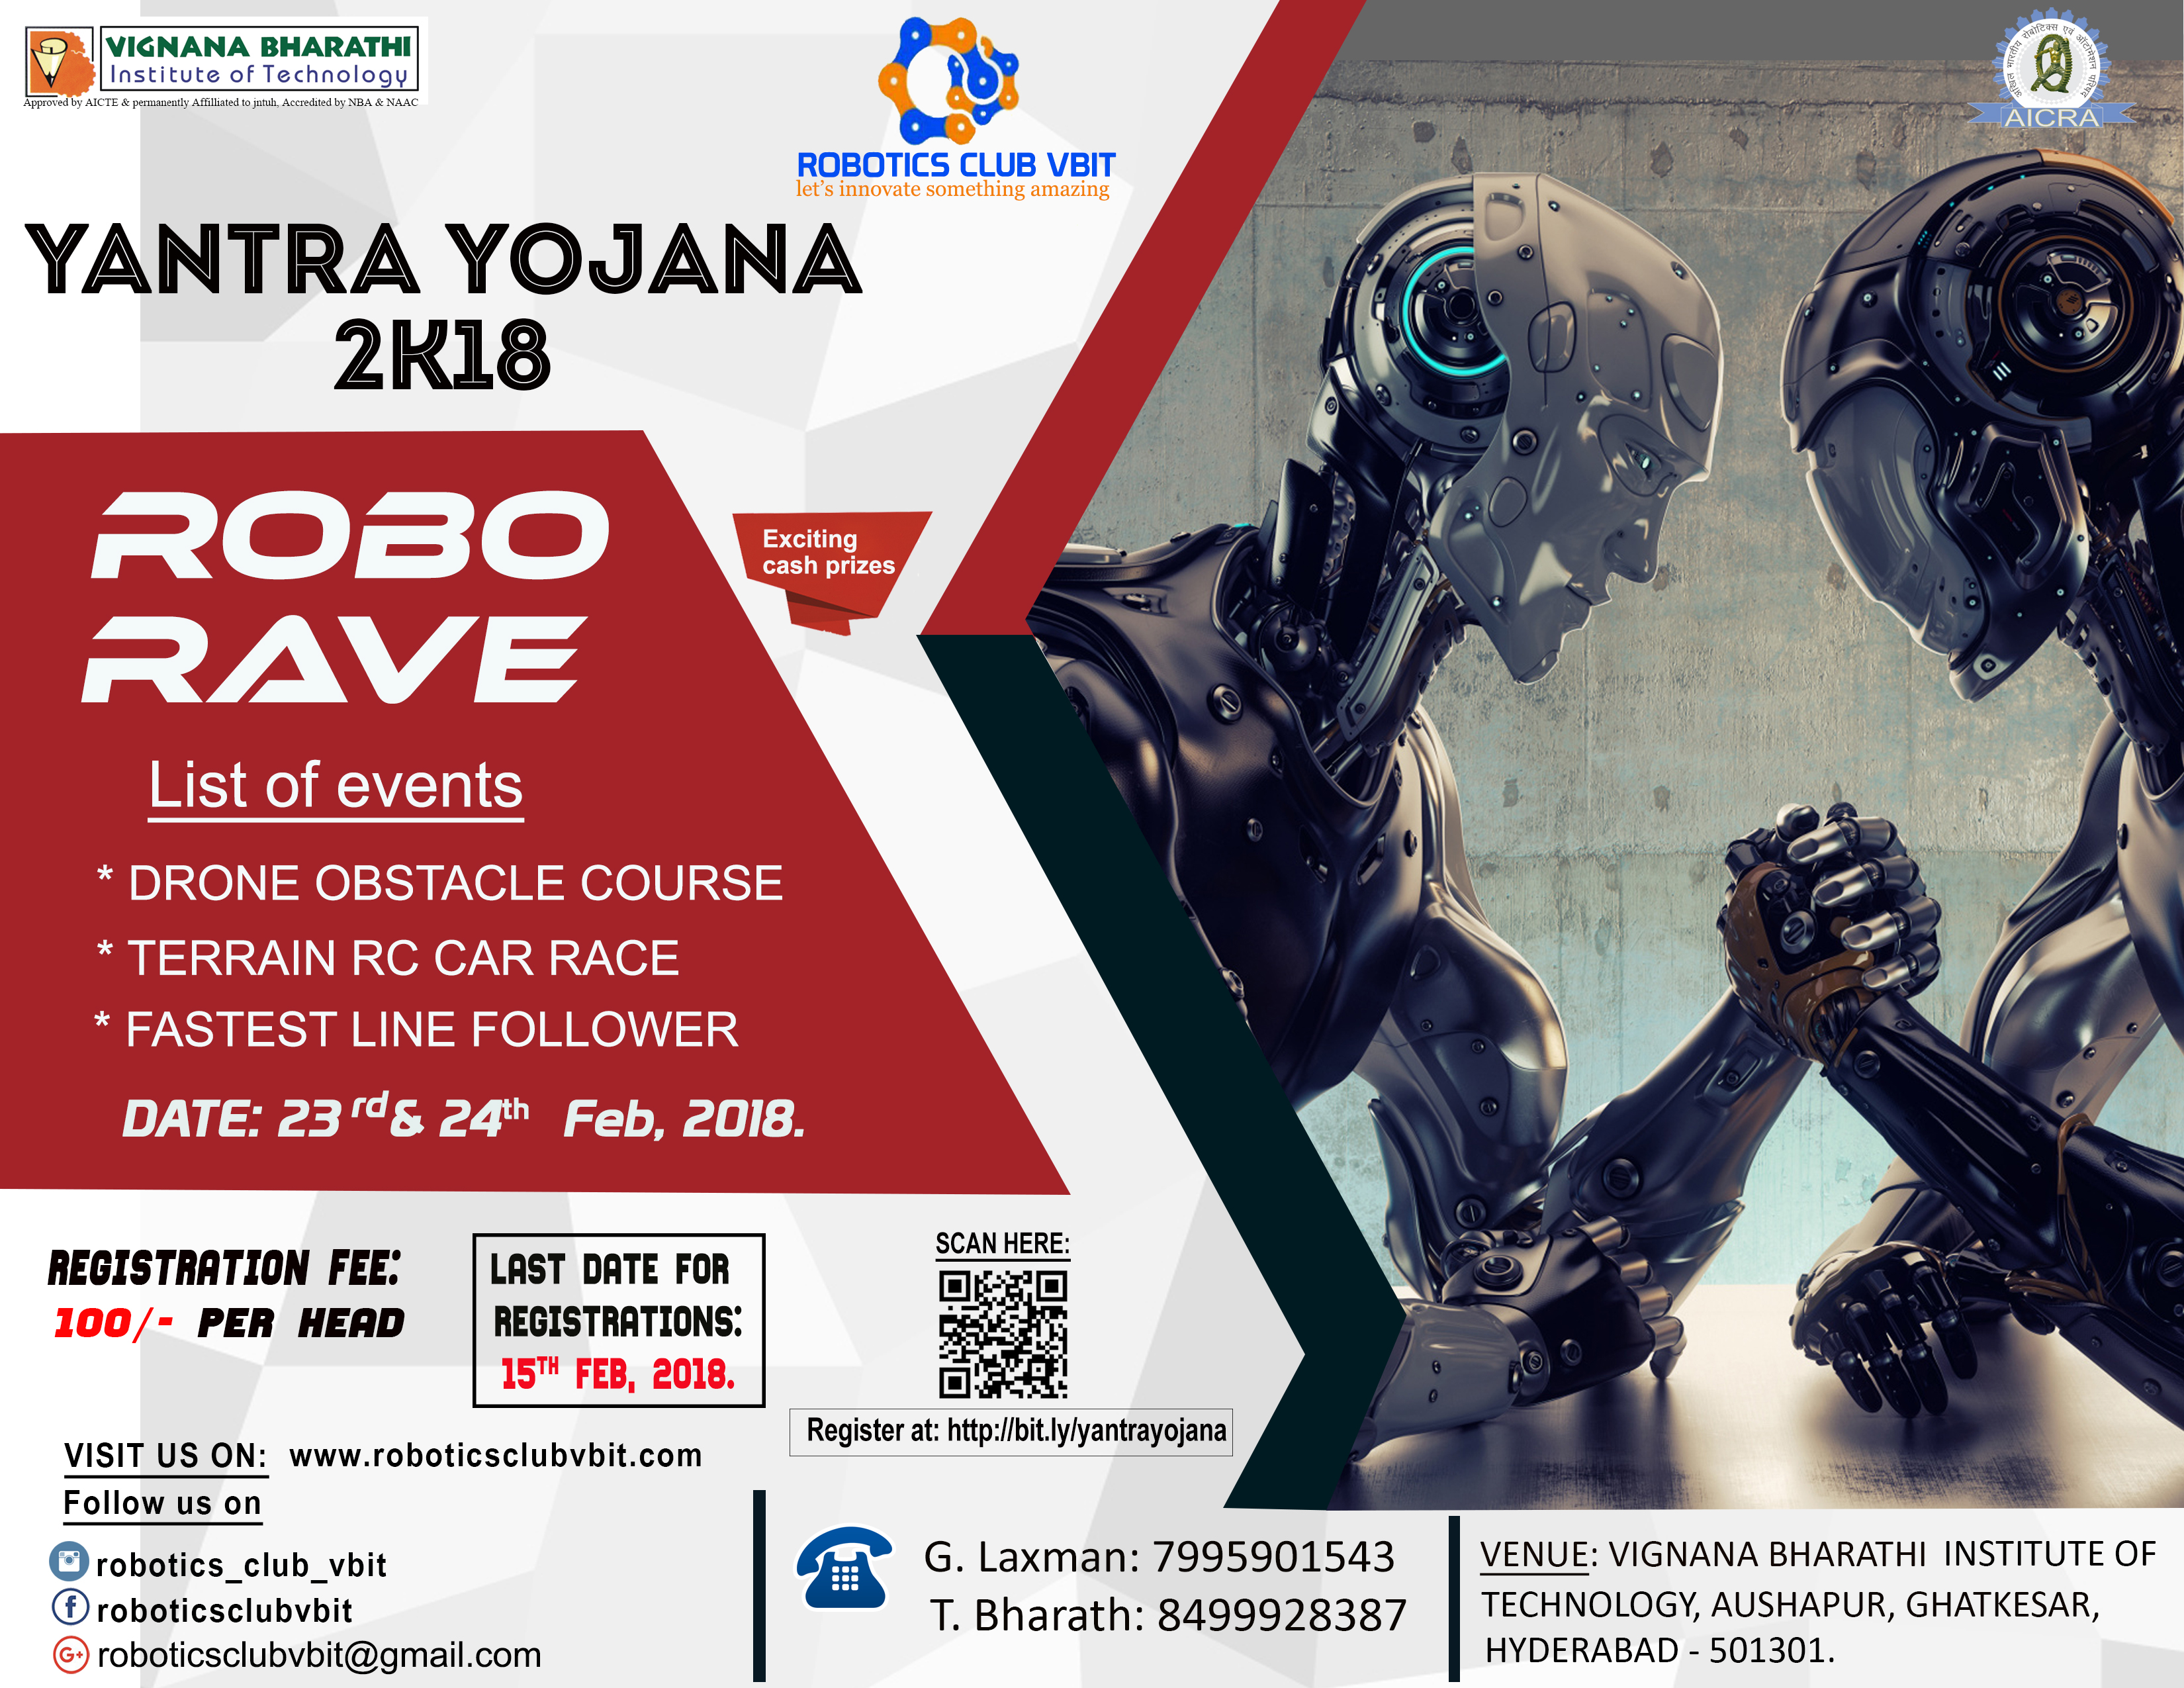 VIGNANA BHARATHI
Institute of Technology
Approved by AICTE & permanently Affilliated to jntuh, Accredited by NBA & NAAC
ROBOTICS CLUB VBIT
let's innovate something amazing
AICRA
YANTRA YOJANA
2K18
ROBO
RAVE
Exciting
cash prizes
List of events
* DRONE OBSTACLE COURSE
* TERRAIN RC CAR RACE
* FASTEST LINE FOLLOWER
DATE: 23rd & 24th Feb, 2018.
REGISTRATION FEE:
100/- PER HEAD
LAST DATE FOR
REGISTRATIONS:
15TH FEB, 2018.
SCAN HERE:
Register at: http://bit.ly/yantrayojana
VISIT US ON: www.roboticsclubvbit.com
Follow us on
robotics_club_vbit
roboticsclubvbit
roboticsclubvbit@gmail.com
G. Laxman: 7995901543
T. Bharath: 8499928387
VENUE: VIGNANA BHARATHI INSTITUTE OF
TECHNOLOGY, AUSHAPUR, GHATKESAR,
HYDERABAD - 501301.